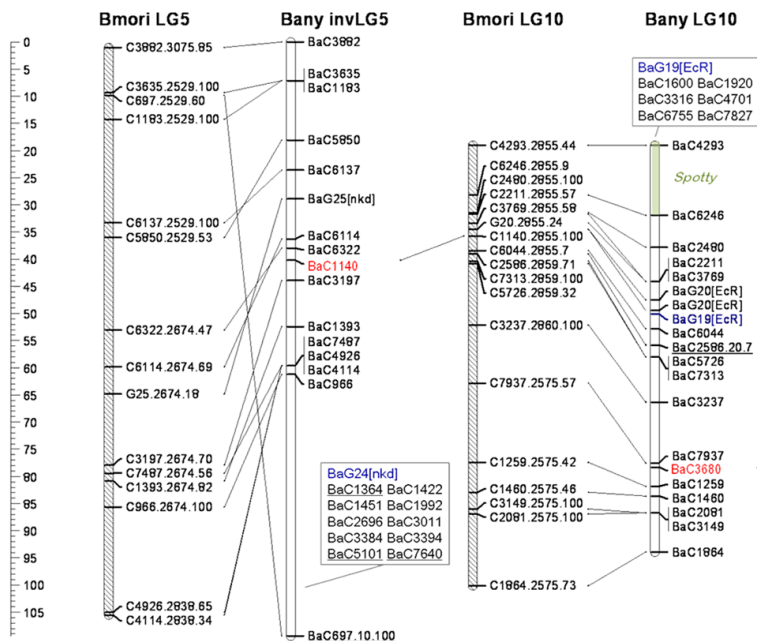 Bmori LG5
Bany invLG5
Bmori LG10
Bany LG10
0
5
10
15
20
25
30
35
40
45
50
55
60
65
70
75
80
85
90
95
100
105
C3882.3075.85
C3635.2529.100
C697.2529.60
C1183.2529.100
C6137.2529.100
C5850.2529.53
C6322.2674.47
C6114.2674.69
G25.2674.18
C3197.2674.70
C7487.2674.56
C1393.2674.82
C966.2674.100
C4926.2838.65
C4114.2838.34
BaC3882
BaC3635
BaC1183
BaC5850
BaC6137
BaG25[nkd]
BaC6114
BaC6322
BaC1140
BaC3197
BaC1393
BaC7487
BaC4926
BaC4114
BaC966
BaC697.10.100
BaG24[nkd]
BaC1364 BaC1422
BaC1451 BaC1992
BaC2696 BaC3011
BaC3384 BaC3394
BaC5101 BaC7640
C4293.2855.44
C6246.2855.9
C2480.2855.100
C2211.2855.57
C3769.2855.58
G20.2855.24
C1140.2855.100
C6044.2855.7
C2586.2859.71
C7313.2859.100
C5726.2859.32
C3237.2860.100
C7937.2575.57
C1259.2575.42
C1460.2575.46
C3149.2575.100
C2081.2575.100
C1864.2575.73
BaG19[EcR]
BaC1600 BaC1920
BaC3316 BaC4701
BaC6755 BaC7827
BaC4293
Spotty
BaC6246
BaC2480
BaC2211
BaC3769
BaG20[EcR]
BaG20[EcR]
BaG19[EcR]
BaC6044
BaC2586.20.7
BaC5726
BaC7313
BaC3237
BaC7937
BaC3680
BaC1259
BaC1460
BaC2081
BaC3149
BaC1864